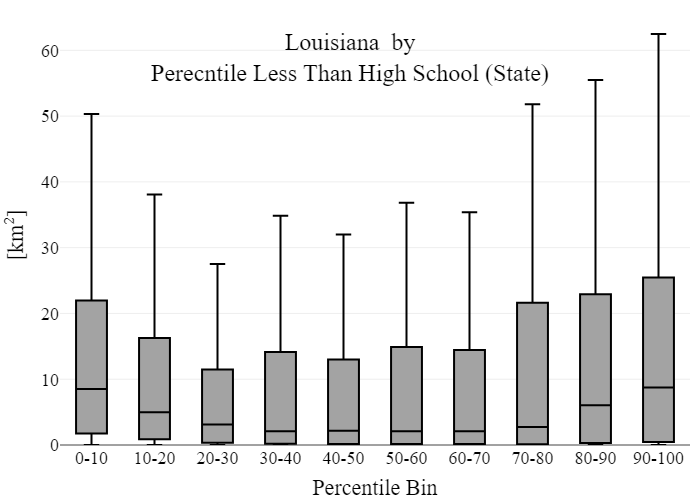 Louisiana  by
Perecntile Less Than High School (State)
60
50
40
30
20
10
0
[km²]
0-10 10-20 20-30 30-40 40-50 50-60 60-70 70-80 80-90 90-100
Percentile Bin